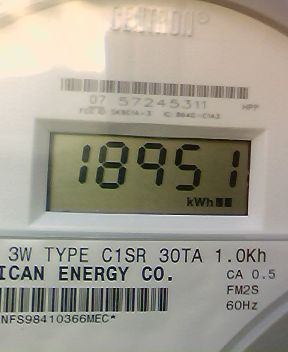 CENTRON
07 57245311 HPP
18951
kWh
3W TYPE C1SR 30TA 1.0Kh
ICAN ENERGY CO.
CA 0.5
FM2S
60Hz
NFS98410366MEC*